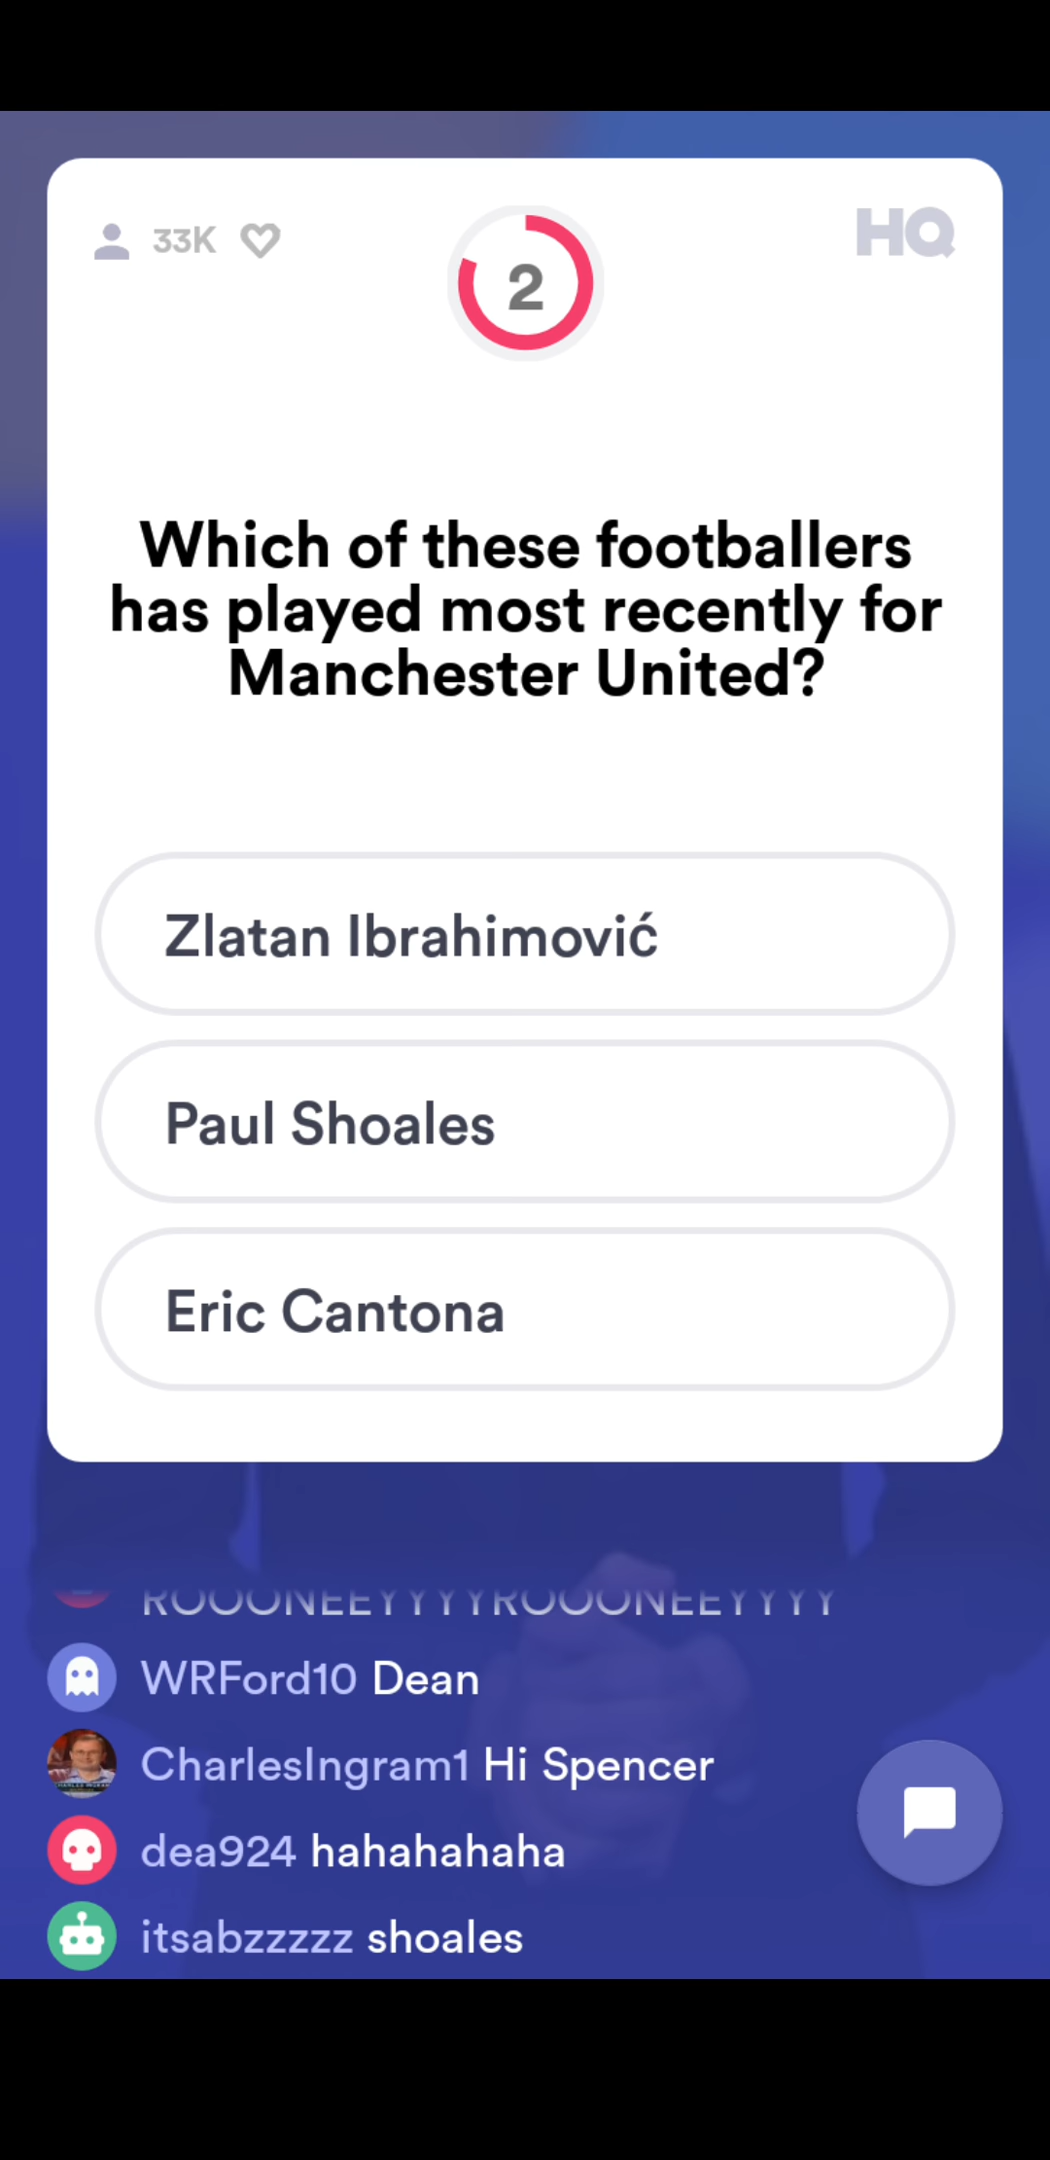 33K
2
HQ
Which of these footballers
has played most recently for
Manchester United?
Zlatan Ibrahimović
Paul Shoales
Eric Cantona
ROOONEEYYYYROOONEEYYYY
WRFord10 Dean
CharlesIngram1 Hi Spencer
dea924 hahahahaha
itsabzzzzz shoales